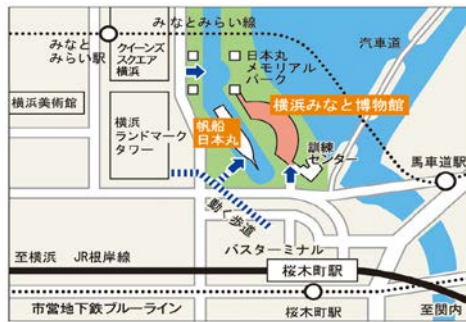 みなとみらい線
みなと
みらい駅
クイーンズ
スクエア
横浜
日本丸
メモリアル
パーク
汽車道
横浜美術館
横浜
ランドマーク
タワー
帆船
日本丸
横浜みなと博物館
訓練
センター
馬車道駅
動く歩道
バスターミナル
至横浜 JR根岸線
桜木町駅
市営地下鉄ブルーライン
桜木町駅
至関内